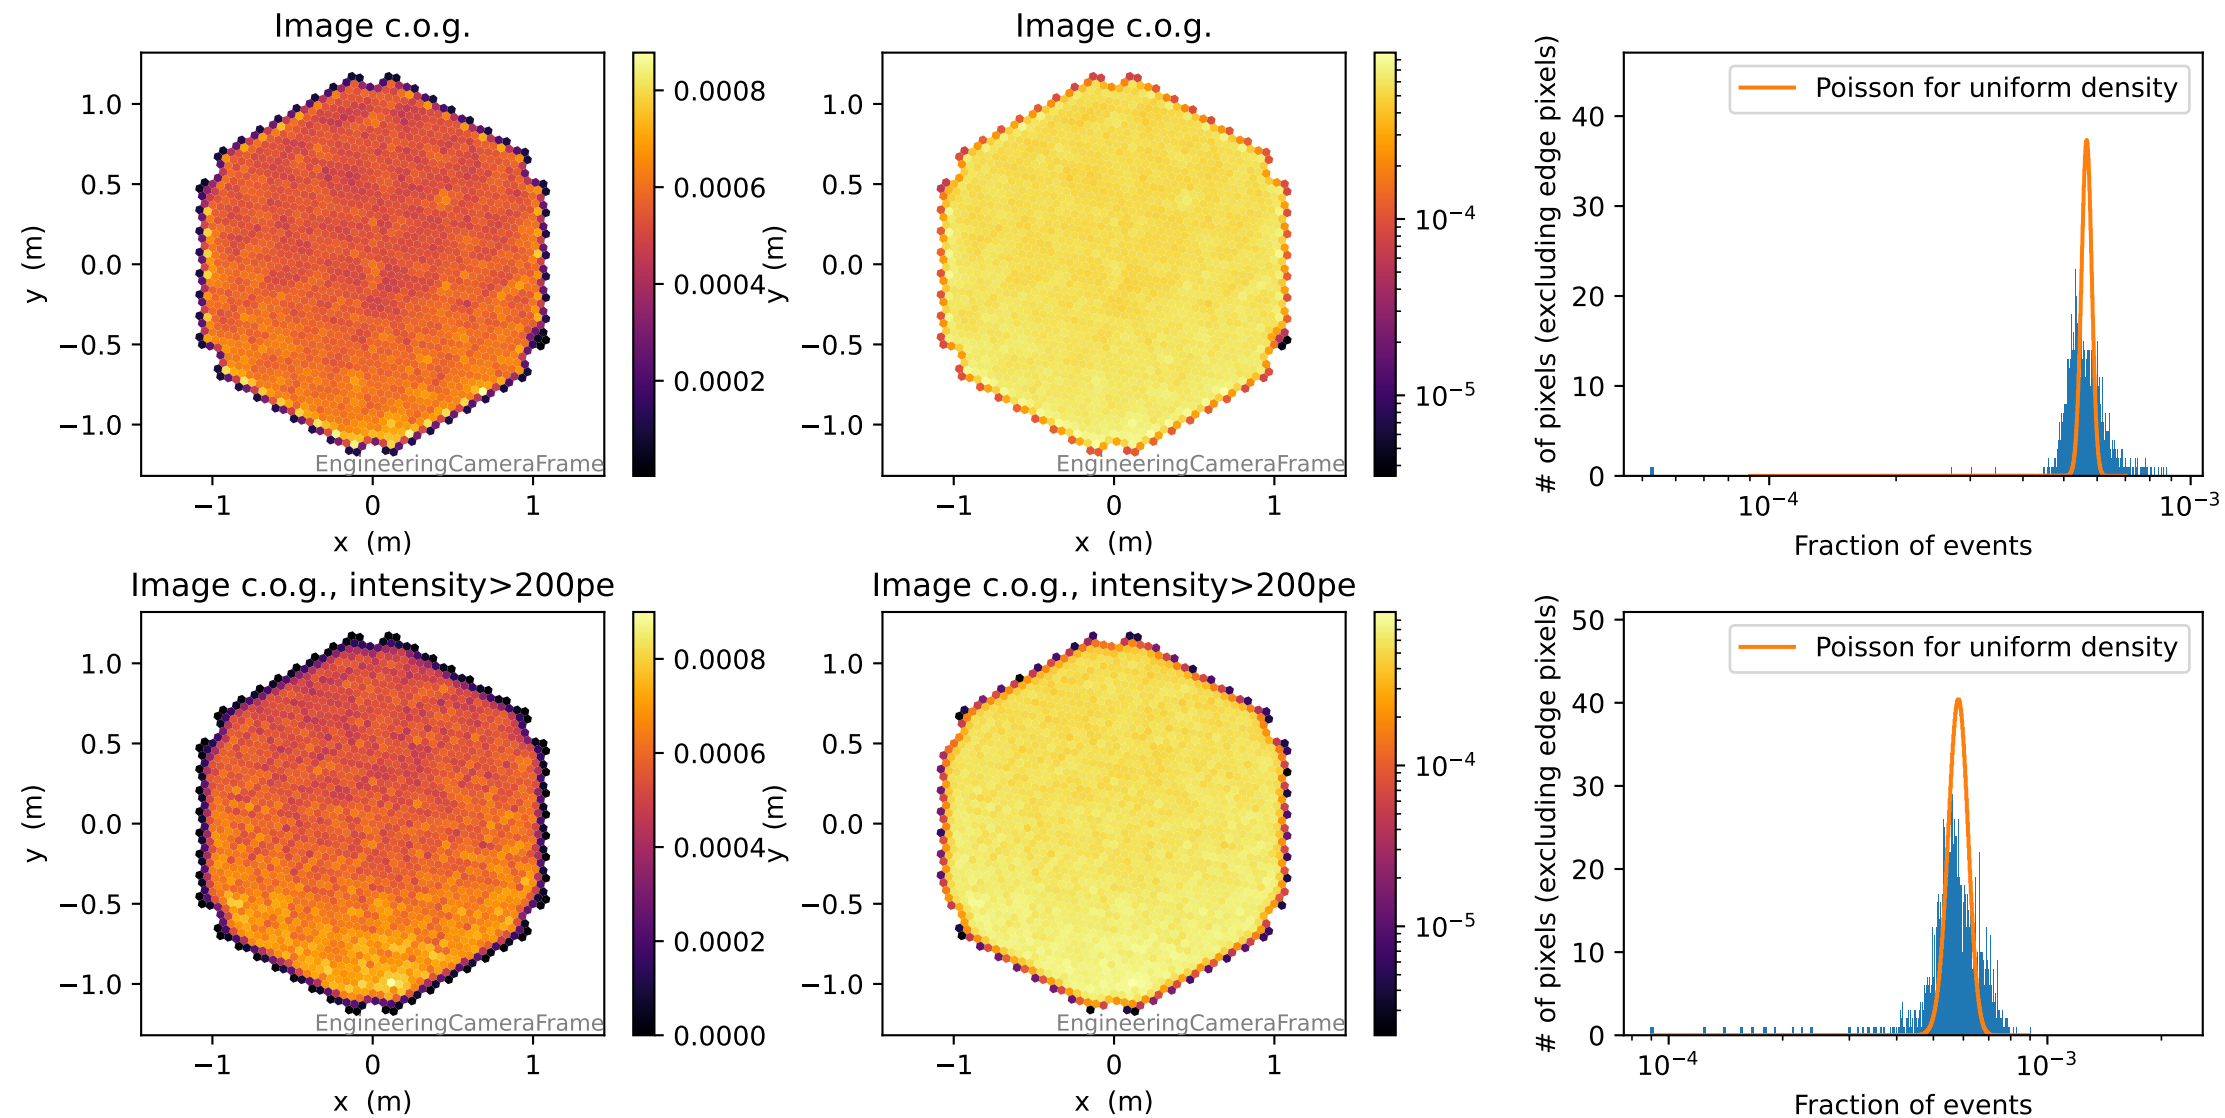 Image c.o.g.
y (m)
1.0
0.5
0.0
−0.5
−1.0
EngineeringCameraFrame
−1 0 1
x (m)
0.0008
0.0006
0.0004
0.0002
Image c.o.g.
y (m)
1.0
0.5
0.0
−0.5
−1.0
EngineeringCameraFrame
−1 0 1
x (m)
10⁻⁴
10⁻⁵
# of pixels (excluding edge pixels)
40
30
20
10
0
Poisson for uniform density
10⁻⁴ 10⁻³
Fraction of events
Image c.o.g., intensity>200pe
y (m)
1.0
0.5
0.0
−0.5
−1.0
EngineeringCameraFrame
−1 0 1
x (m)
0.0008
0.0006
0.0004
0.0002
0.0000
Image c.o.g., intensity>200pe
y (m)
1.0
0.5
0.0
−0.5
−1.0
EngineeringCameraFrame
−1 0 1
x (m)
10⁻⁴
10⁻⁵
# of pixels (excluding edge pixels)
50
40
30
20
10
0
Poisson for uniform density
10⁻⁴ 10⁻³
Fraction of events